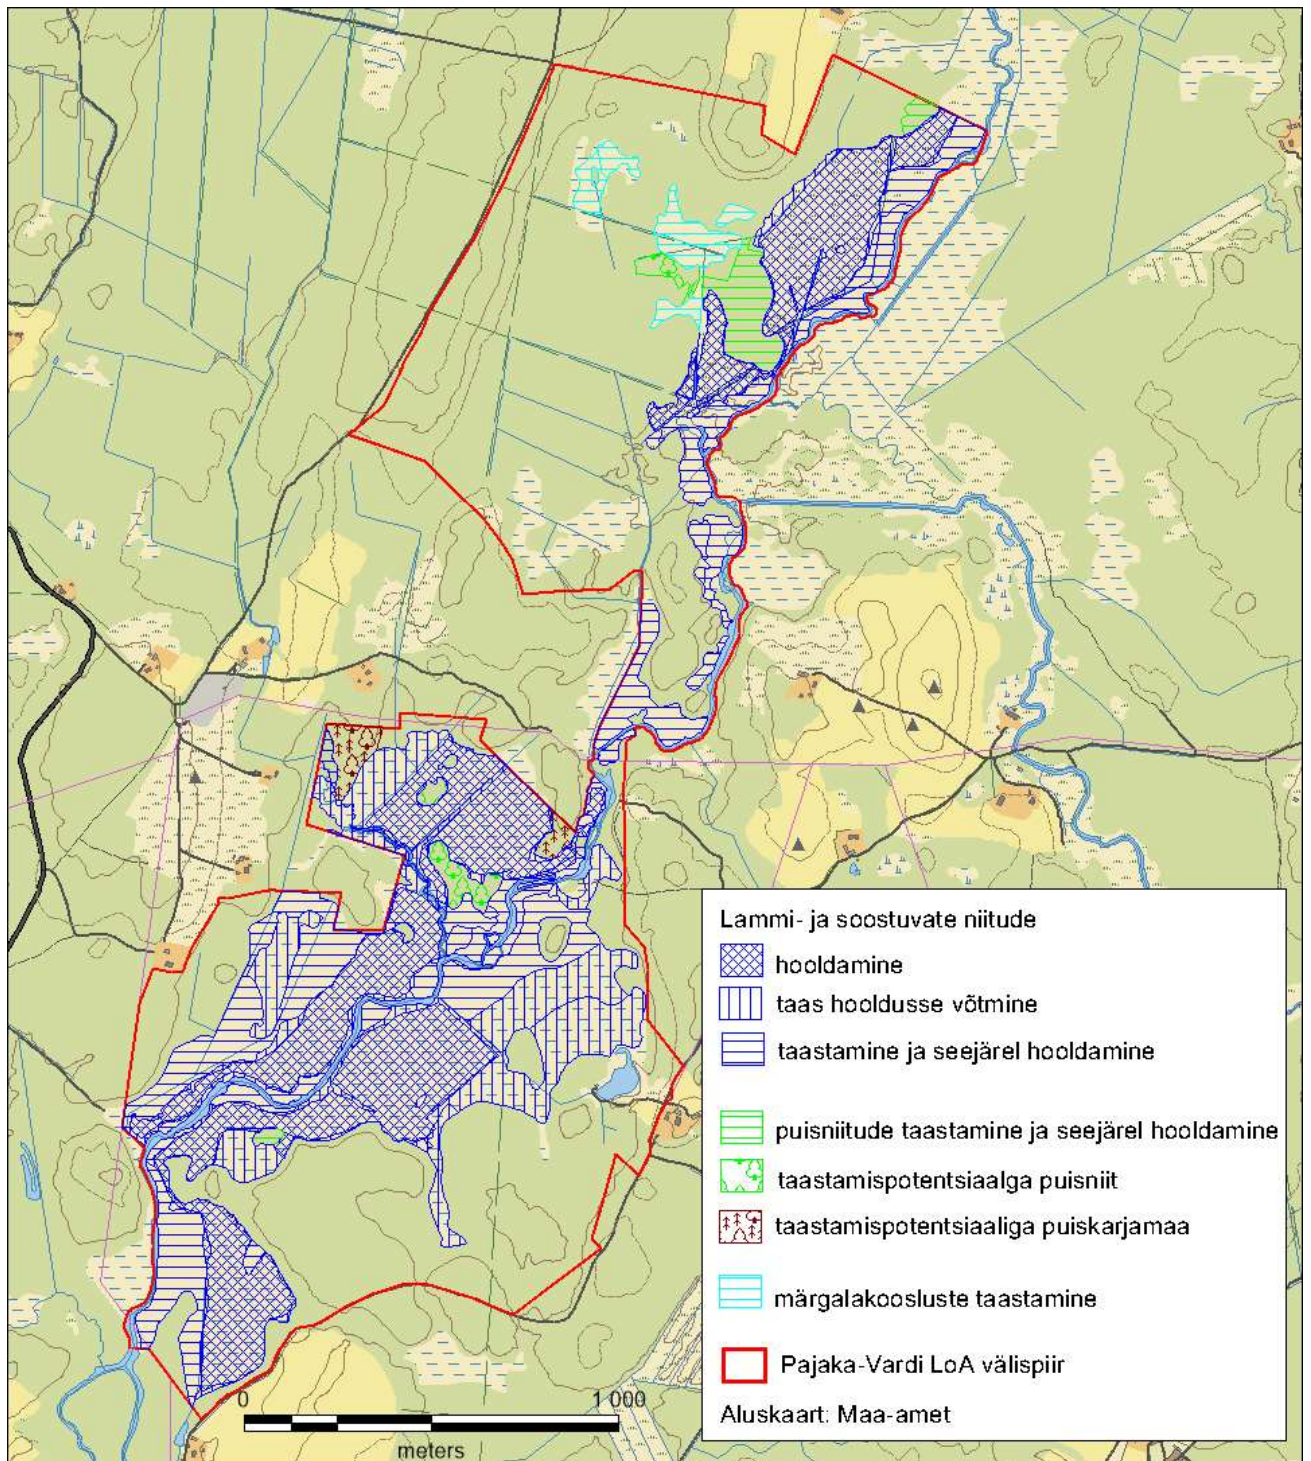 Lammi- ja soostuvate niitude
hooldamine
taas hooldusse võtmine
taastamine ja seejärel hooldamine
puisniitude taastamine ja seejärel hooldamine
taastamispotentsiaalga puisniit
taastamispotentsiaaliga puiskarjamaa
märgalakoosluste taastamine
Pajaka-Vardi LoA välispiir
Aluskaart: Maa-amet
0 1 000
meters